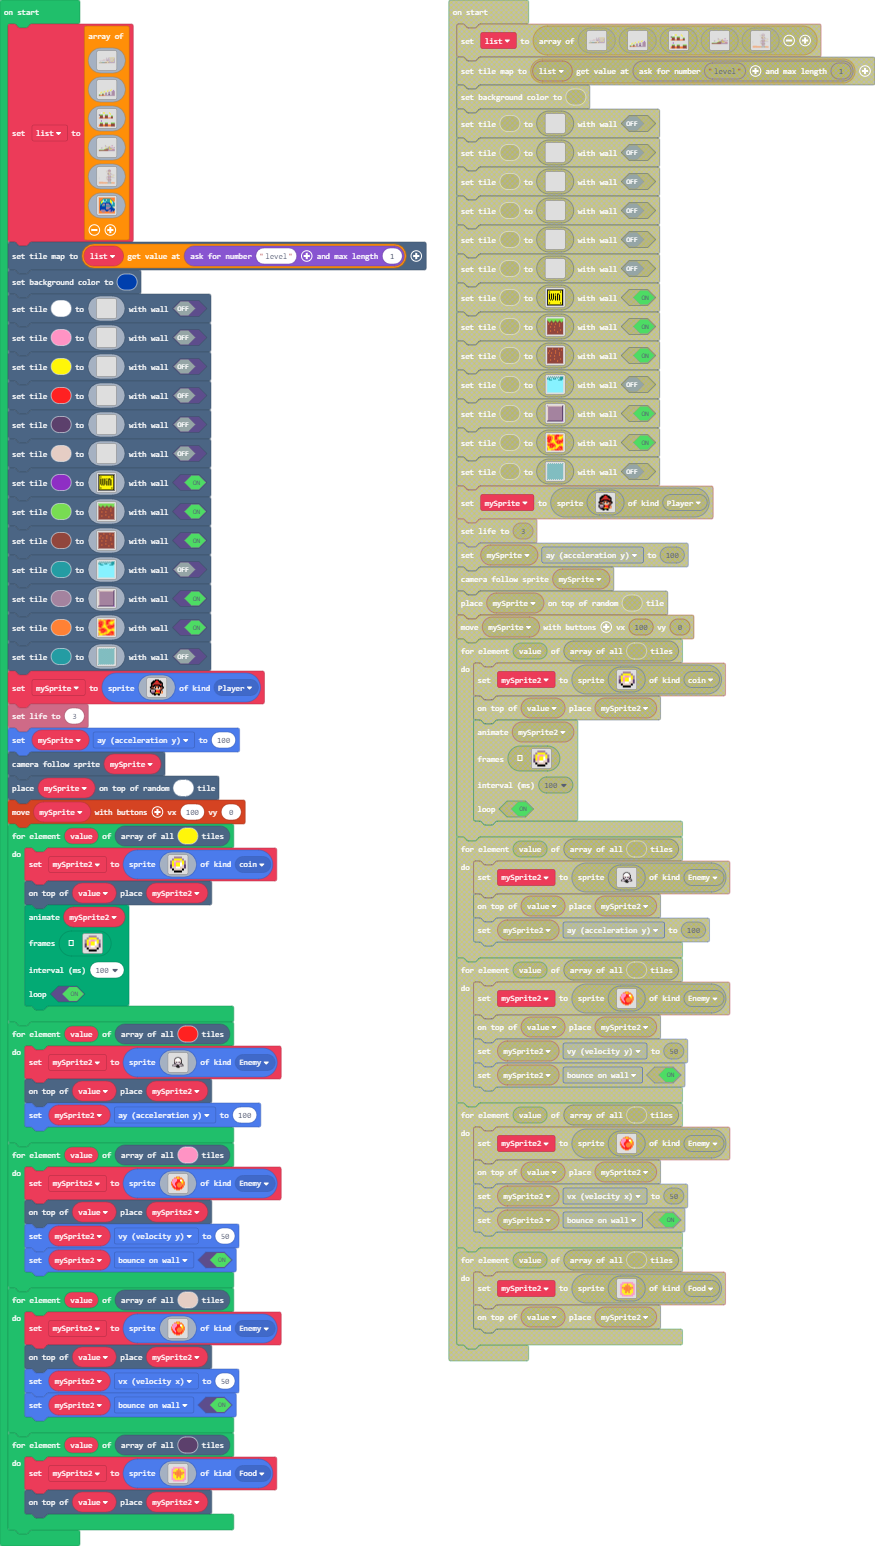 on start
array of
set list to
set tile map to list get value at ask for number "level" and max length 1
set background color to
set tile to with wall OFF
set tile to with wall OFF
set tile to with wall OFF
set tile to with wall OFF
set tile to with wall OFF
set tile to with wall OFF
set tile to WIN with wall ON
set tile to with wall ON
set tile to with wall ON
set tile to with wall OFF
set tile to with wall ON
set tile to with wall ON
set tile to with wall OFF
set mySprite to sprite of kind Player
set life to 3
set mySprite ay (acceleration y) to 100
camera follow sprite mySprite
place mySprite on top of random tile
move mySprite with buttons vx 100 vy 0
for element value of array of all tiles
do
set mySprite2 to sprite of kind coin
on top of value place mySprite2
animate mySprite2
frames
interval (ms) 100
loop ON
for element value of array of all tiles
do
set mySprite2 to sprite of kind Enemy
on top of value place mySprite2
set mySprite2 ay (acceleration y) to 100
for element value of array of all tiles
do
set mySprite2 to sprite of kind Enemy
on top of value place mySprite2
set mySprite2 vy (velocity y) to 50
set mySprite2 bounce on wall ON
for element value of array of all tiles
do
set mySprite2 to sprite of kind Enemy
on top of value place mySprite2
set mySprite2 vx (velocity x) to 50
set mySprite2 bounce on wall ON
for element value of array of all tiles
do
set mySprite2 to sprite of kind Food
on top of value place mySprite2
on start
set list to array of
set tile map to list get value at ask for number "level" and max length 1
set background color to
set tile to with wall OFF
set tile to with wall OFF
set tile to with wall OFF
set tile to with wall OFF
set tile to with wall OFF
set tile to with wall OFF
set tile to WIN with wall ON
set tile to with wall ON
set tile to with wall ON
set tile to with wall OFF
set tile to with wall ON
set tile to with wall ON
set tile to with wall OFF
set mySprite to sprite of kind Player
set life to 3
set mySprite ay (acceleration y) to 100
camera follow sprite mySprite
place mySprite on top of random tile
move mySprite with buttons vx 100 vy 0
for element value of array of all tiles
do
set mySprite2 to sprite of kind coin
on top of value place mySprite2
animate mySprite2
frames
interval (ms) 100
loop ON
for element value of array of all tiles
do
set mySprite2 to sprite of kind Enemy
on top of value place mySprite2
set mySprite2 ay (acceleration y) to 100
for element value of array of all tiles
do
set mySprite2 to sprite of kind Enemy
on top of value place mySprite2
set mySprite2 vy (velocity y) to 50
set mySprite2 bounce on wall ON
for element value of array of all tiles
do
set mySprite2 to sprite of kind Enemy
on top of value place mySprite2
set mySprite2 vx (velocity x) to 50
set mySprite2 bounce on wall ON
for element value of array of all tiles
do
set mySprite2 to sprite of kind Food
on top of value place mySprite2